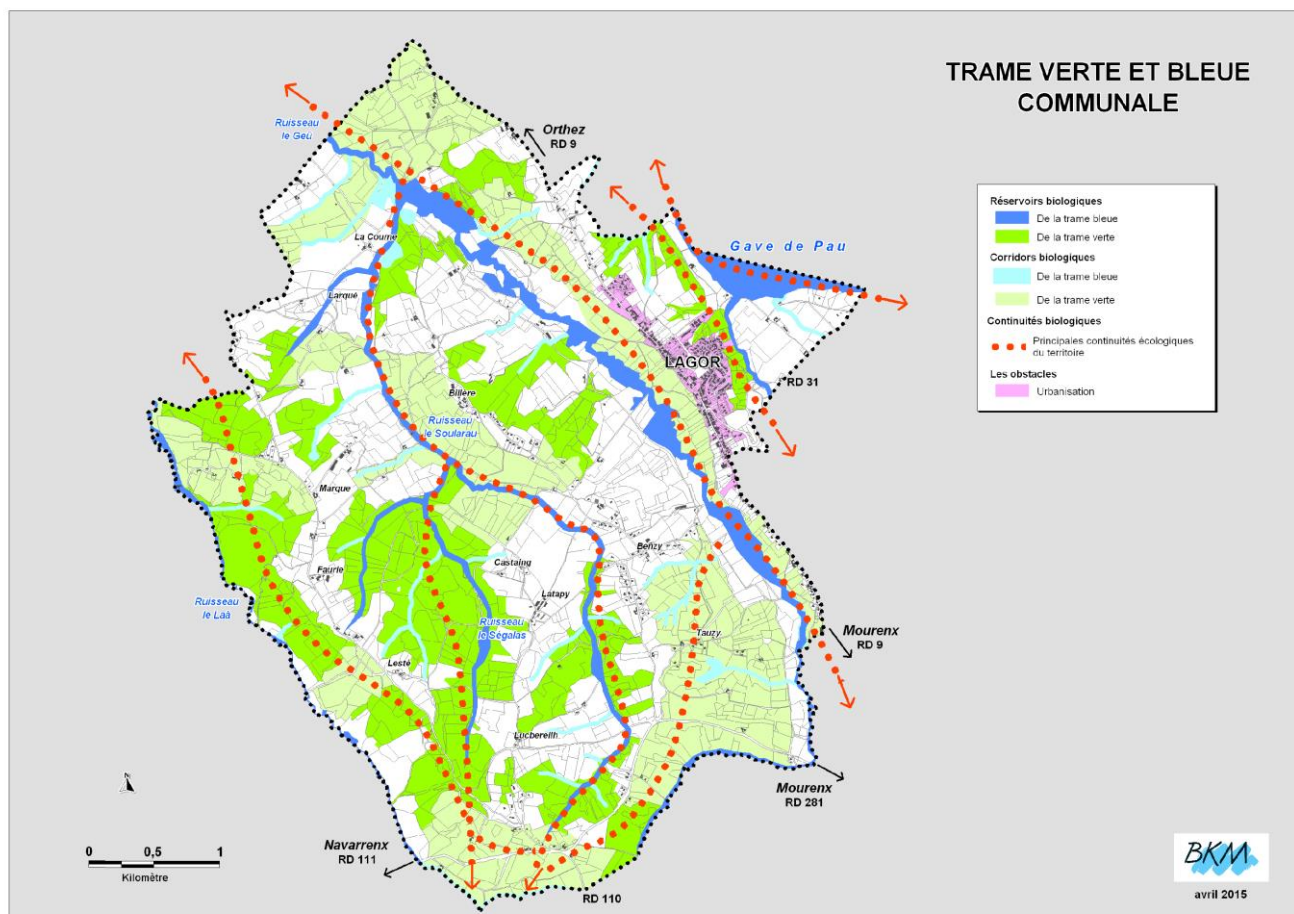 TRAME VERTE ET BLEUE
COMMUNALE
Réservoirs biologiques
De la trame bleue
De la trame verte
Corridors biologiques
De la trame bleue
De la trame verte
Continuités biologiques
Principales continuités écologiques
du territoire
Les obstacles
Urbanisation
Ruisseau
le Geü
Orthez
RD 9
Gave de Pau
La Courrie
Larqué
LAGOR
RD 31
Billère
Ruisseau
le Soularau
Marque
Benzy
Castaing
Faurie
Latapy
Ruisseau
le Laà
Ruisseau
le Ségalas
Tauzy
Mourenx
RD 9
Lesté
Lucbereilh
Mourenx
RD 281
N
0 0,5 1
Kilomètre
Navarrenx
RD 111
RD 110
BKM
avril 2015